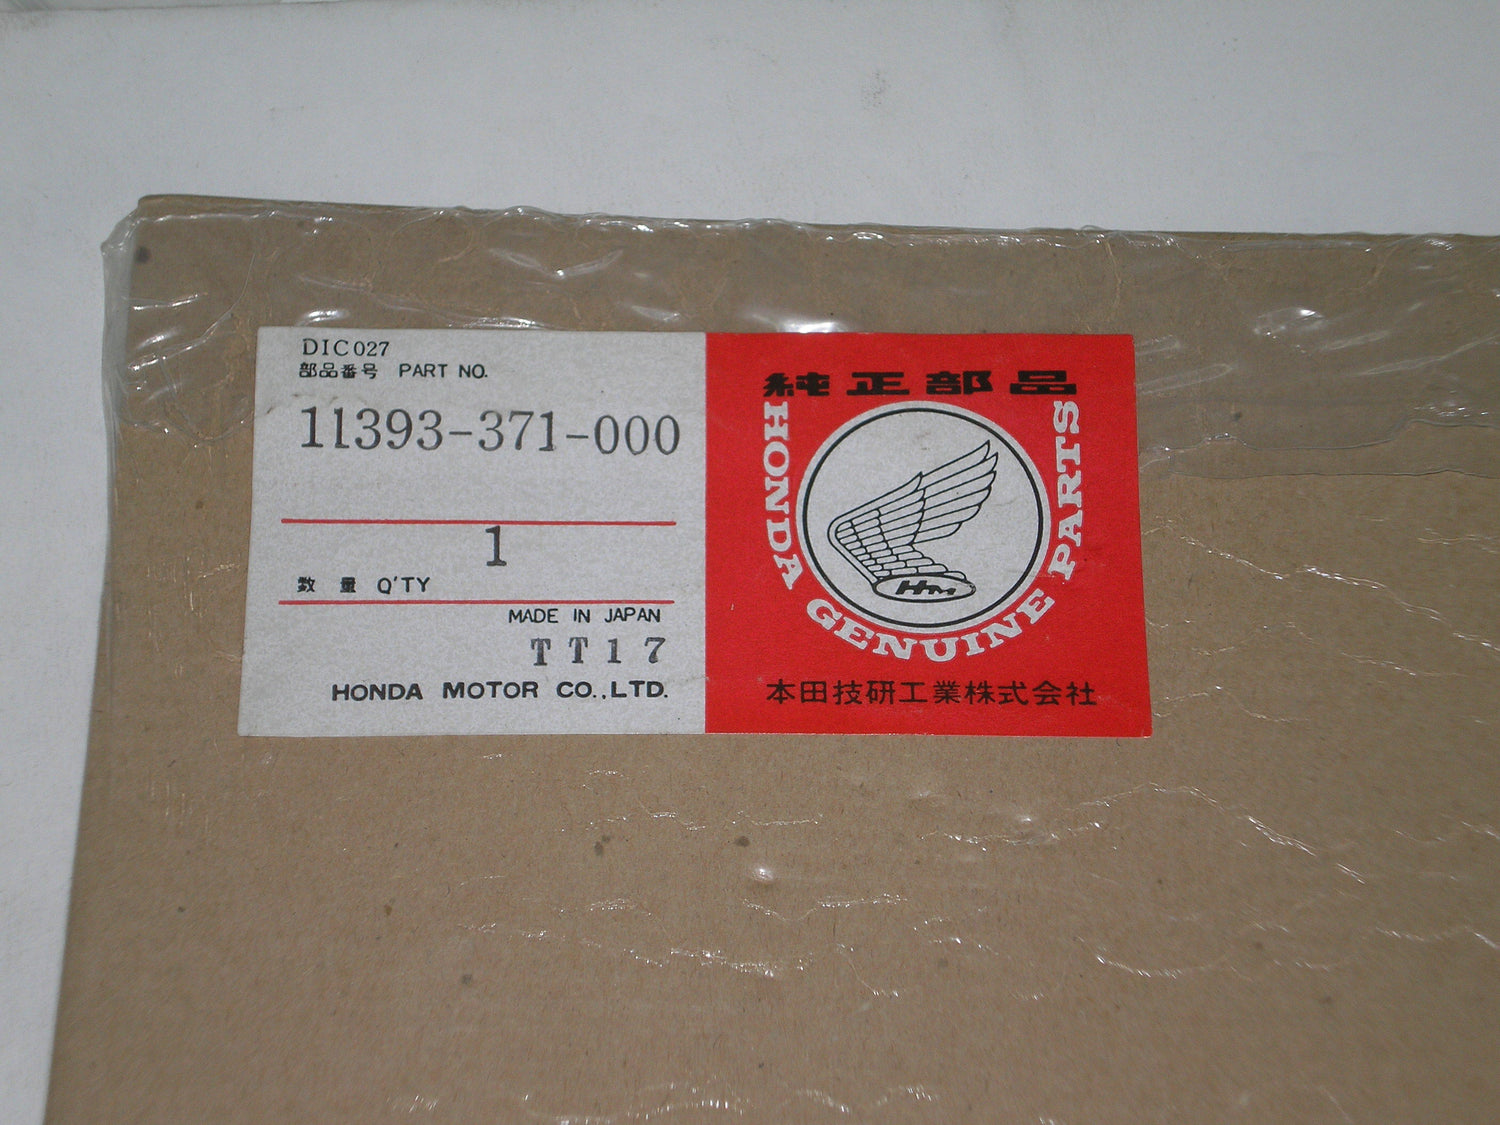 DIC027
部品番号 PART NO.
11393-371-000
1
数量 Q'TY
MADE IN JAPAN
TT17
HONDA MOTOR CO.,LTD.
純正部品
HONDA GENUINE PARTS
HM
本田技研工業株式会社